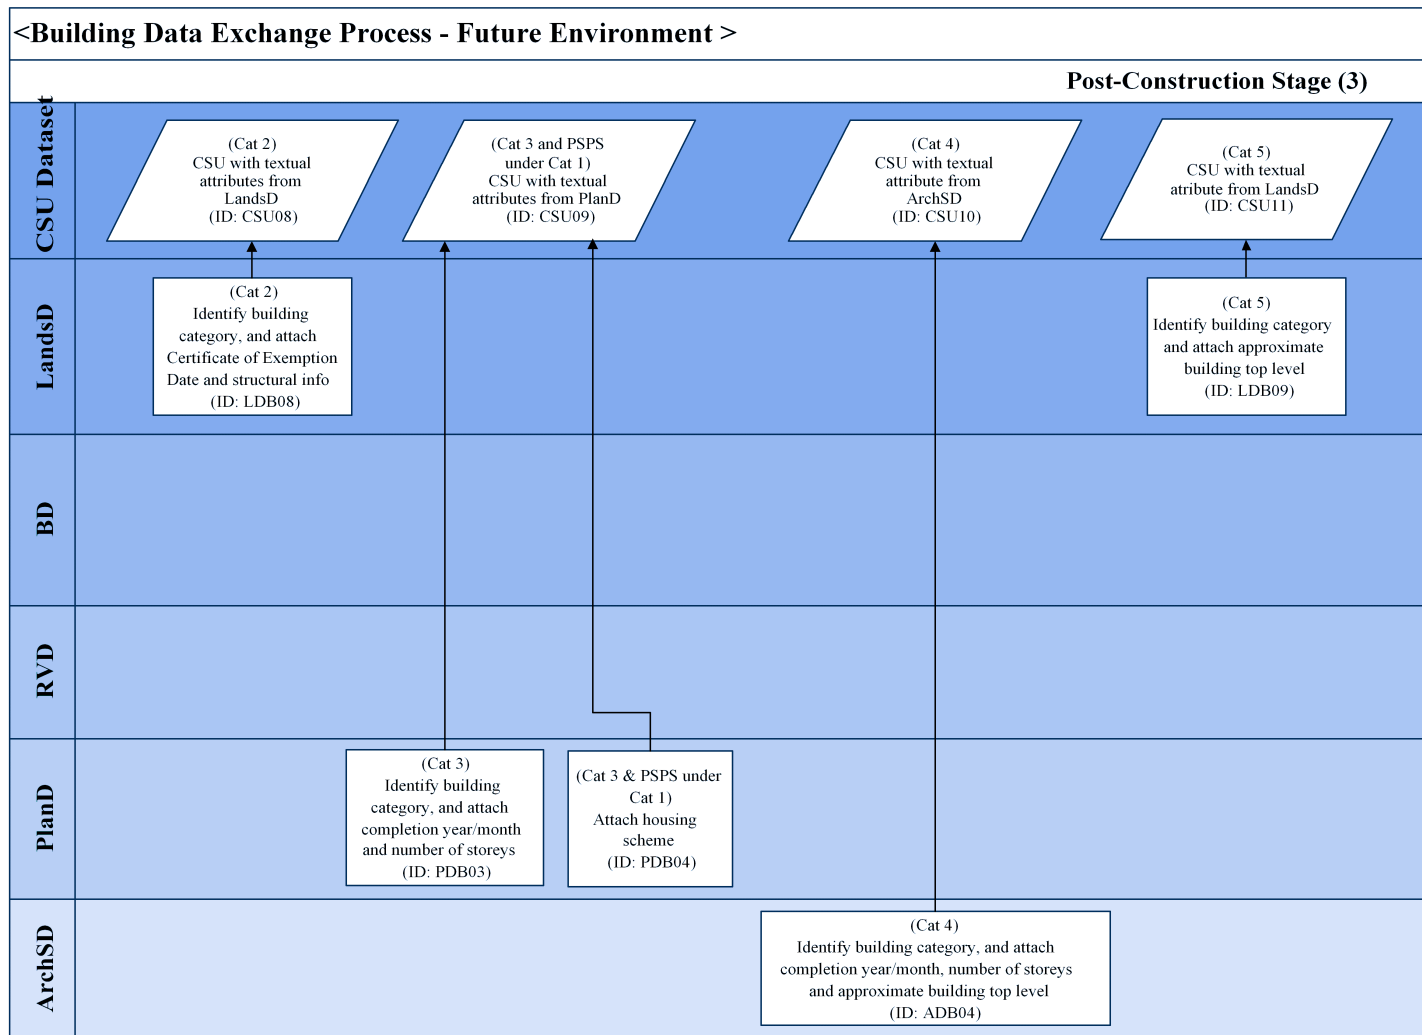 <Building Data Exchange Process - Future Environment >
Post-Construction Stage (3)
CSU Dataset
(Cat 2)
CSU with textual
attributes from
LandsD
(ID: CSU08)
(Cat 3 and PSPS
under Cat 1)
CSU with textual
attributes from PlanD
(ID: CSU09)
(Cat 4)
CSU with textual
attribute from
ArchSD
(ID: CSU10)
(Cat 5)
CSU with textual
atribute from LandsD
(ID: CSU11)
LandsD
(Cat 2)
Identify building
category, and attach
Certificate of Exemption
Date and structural info
(ID: LDB08)
(Cat 5)
Identify building category
and attach approximate
building top level
(ID: LDB09)
BD
RVD
PlanD
(Cat 3)
Identify building
category, and attach
completion year/month
and number of storeys
(ID: PDB03)
(Cat 3 & PSPS under
Cat 1)
Attach housing
scheme
(ID: PDB04)
ArchSD
(Cat 4)
Identify building category, and attach
completion year/month, number of storeys
and approximate building top level
(ID: ADB04)